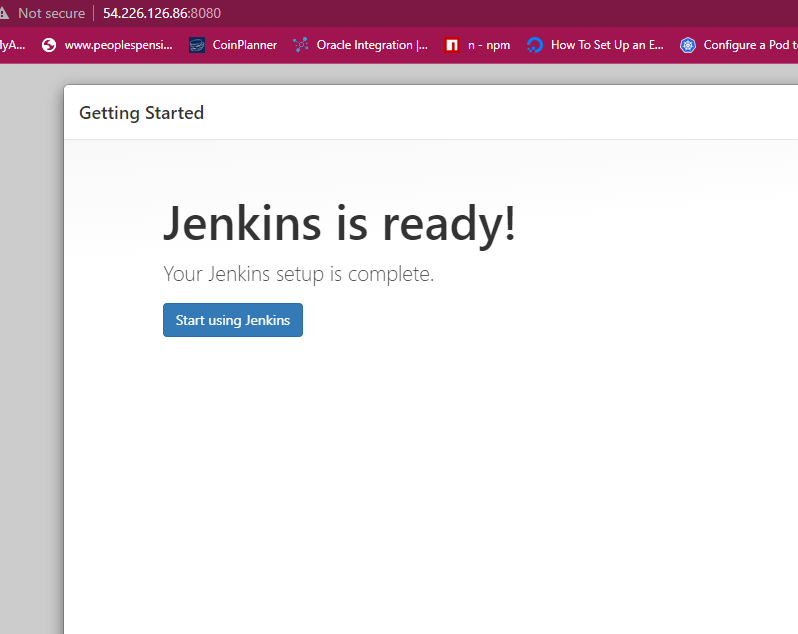 Not secure 54.226.126.86:8080
lyA... www.peoplespensi... CoinPlanner Oracle Integration |... n - npm How To Set Up an E... Configure a Pod t
Getting Started
Jenkins is ready!
Your Jenkins setup is complete.
Start using Jenkins